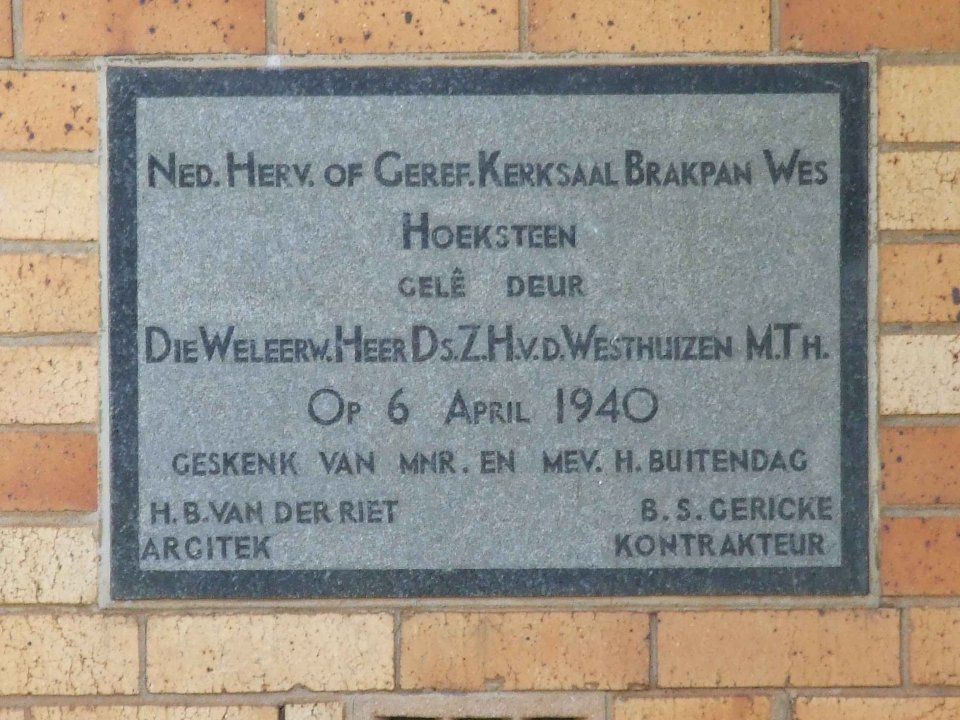 NED. HERV. OF GEREF. KERKSAAL BRAKPAN WES
HOEKSTEEN
GELÊ DEUR
DIE WELEERW. HEER DS. Z. H. V. D. WESTHUIZEN M.TH.
OP 6 APRIL 1940
GESKENK VAN MNR. EN MEV. H. BUITENDAG
H. B. VAN DER RIET B. S. GERICKE
ARGITEK KONTRAKTEUR